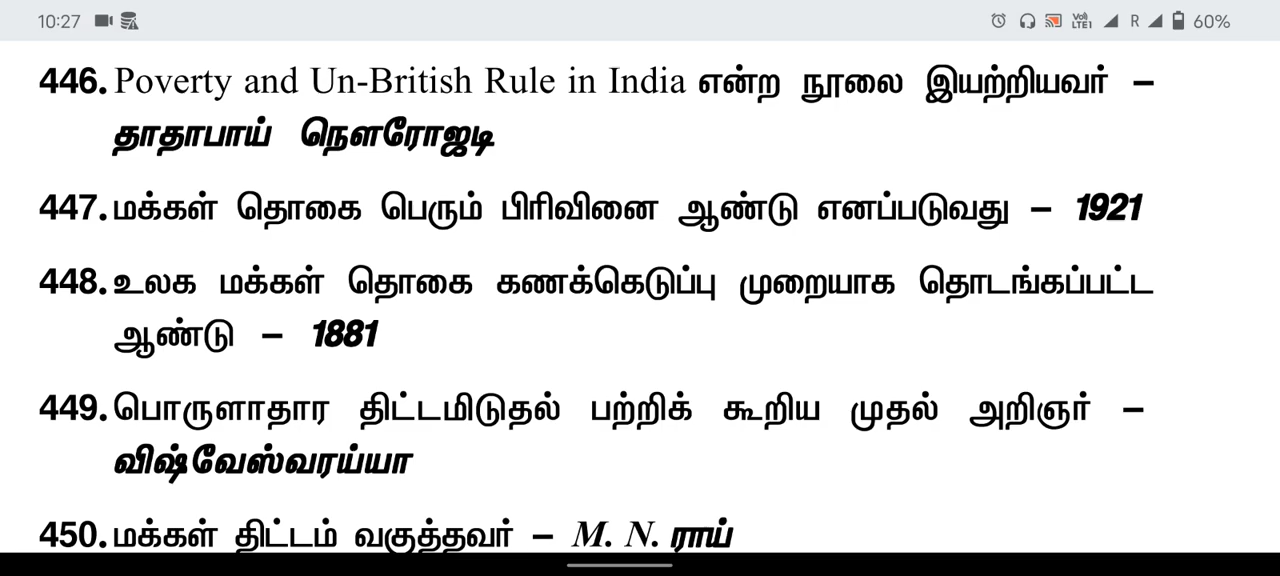 10:27 Vo) LTE1 R 60%
446. Poverty and Un-British Rule in India என்ற நூலை இயற்றியவர் –
தாதாபாய் நௌரோஜி
447. மக்கள் தொகை பெரும் பிரிவினை ஆண்டு எனப்படுவது – 1921
448. உலக மக்கள் தொகை கணக்கெடுப்பு முறையாக தொடங்கப்பட்ட
ஆண்டு – 1881
449. பொருளாதார திட்டமிடுதல் பற்றிக் கூறிய முதல் அறிஞர் –
விஷ்வேஸ்வரய்யா
450. மக்கள் திட்டம் வகுத்தவர் – M. N. ராய்